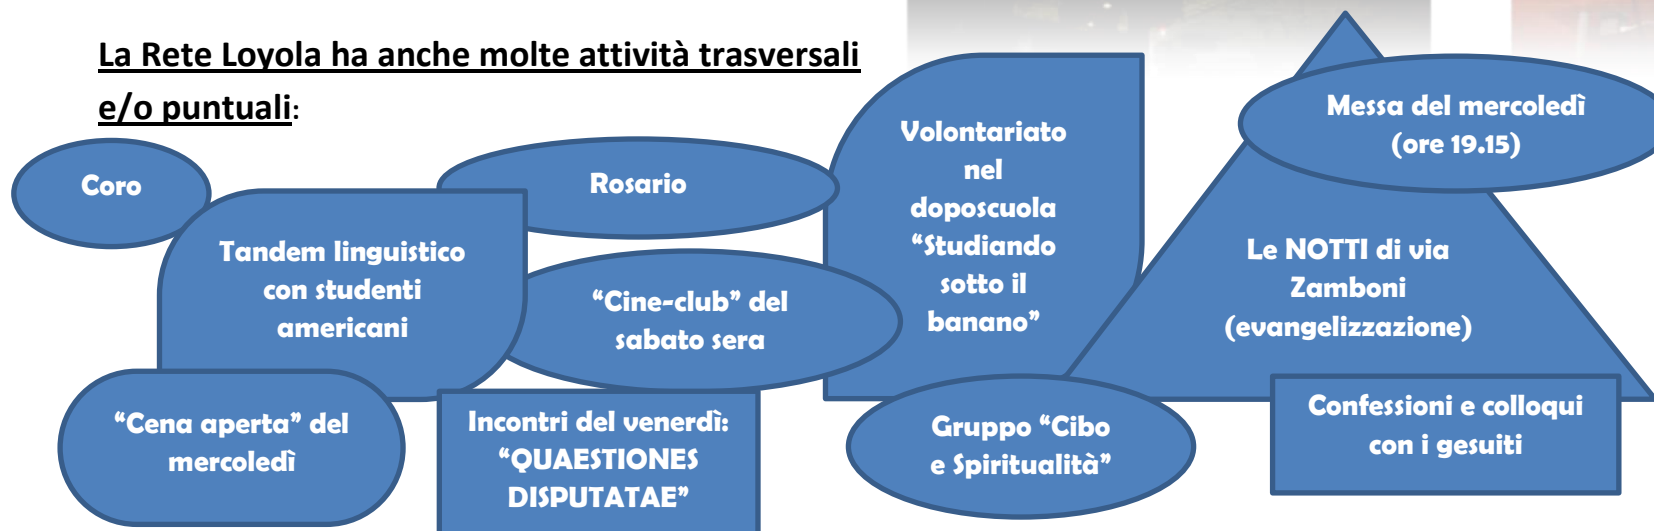 La Rete Loyola ha anche molte attività trasversali
e/o puntuali:
Coro
Rosario
Volontariato
nel
doposcuola
“Studiando
sotto il
banano”
Messa del mercoledì
(ore 19.15)
Tandem linguistico
con studenti
americani
“Cine-club” del
sabato sera
Le NOTTI di via
Zamboni
(evangelizzazione)
“Cena aperta” del
mercoledì
Incontri del venerdì:
“QUAESTIONES
DISPUTATAE”
Gruppo “Cibo
e Spiritualità”
Confessioni e colloqui
con i gesuiti